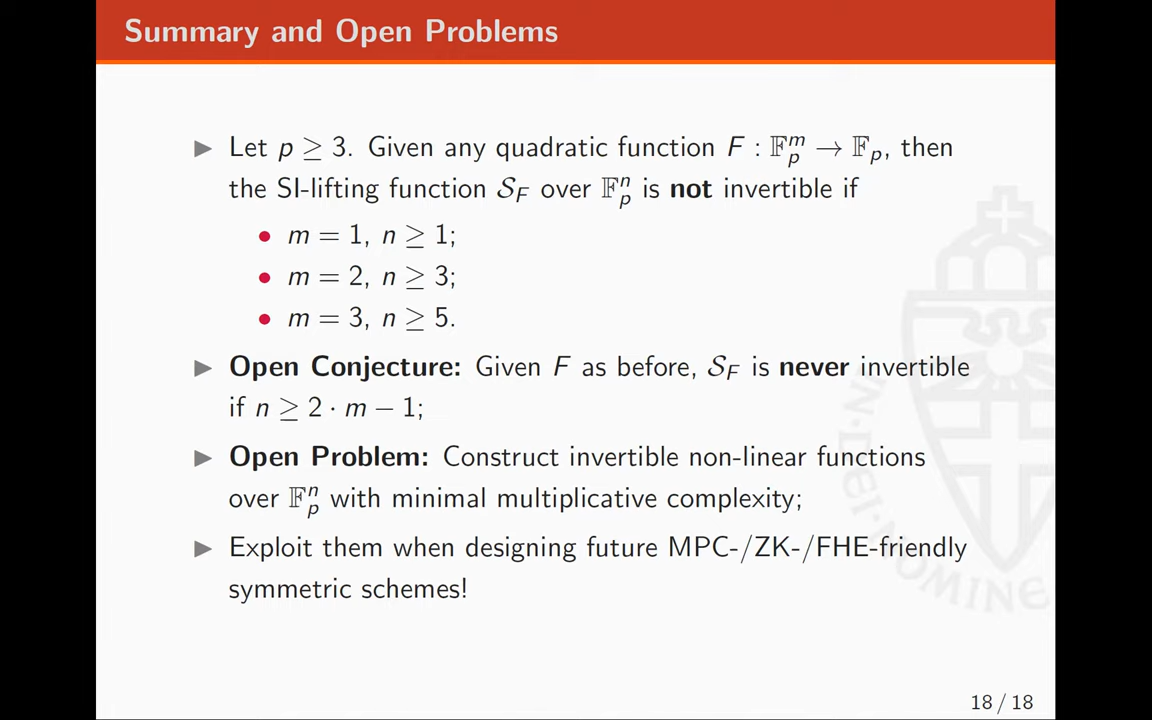 Summary and Open Problems
▶ Let p ≥ 3. Given any quadratic function F : 𝔽ₚᵐ → 𝔽ₚ, then
the SI-lifting function 𝒮_F over 𝔽ₚⁿ is not invertible if
• m = 1, n ≥ 1;
• m = 2, n ≥ 3;
• m = 3, n ≥ 5.
▶ Open Conjecture: Given F as before, 𝒮_F is never invertible
if n ≥ 2 · m − 1;
▶ Open Problem: Construct invertible non-linear functions
over 𝔽ₚⁿ with minimal multiplicative complexity;
▶ Exploit them when designing future MPC-/ZK-/FHE-friendly
symmetric schemes!
IN·DEI·NOMINE
18 / 18